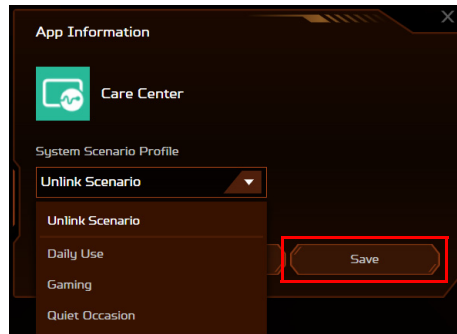 App Information
Care Center
System Scenario Profile
Unlink Scenario
Unlink Scenario
Daily Use
Save
Gaming
Quiet Occasion